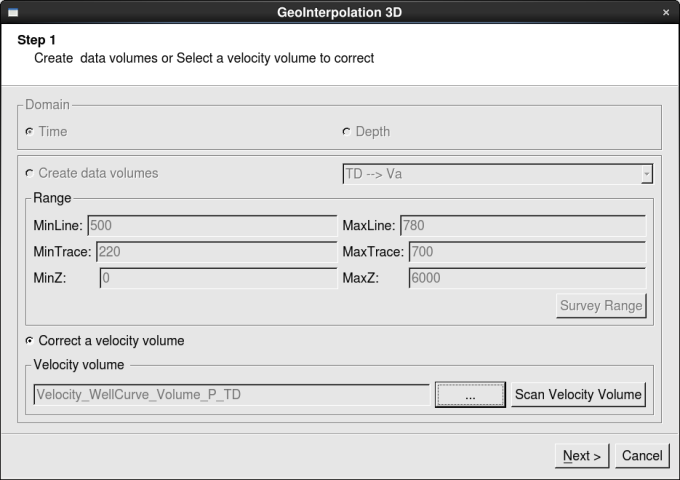 GeoInterpolation 3D
Step 1
Create data volumes or Select a velocity volume to correct
Domain
Time Depth
Create data volumes TD --> Va
Range
MinLine: 500 MaxLine: 780
MinTrace: 220 MaxTrace: 700
MinZ: 0 MaxZ: 6000
Survey Range
Correct a velocity volume
Velocity volume
Velocity_WellCurve_Volume_P_TD ... Scan Velocity Volume
Next > Cancel